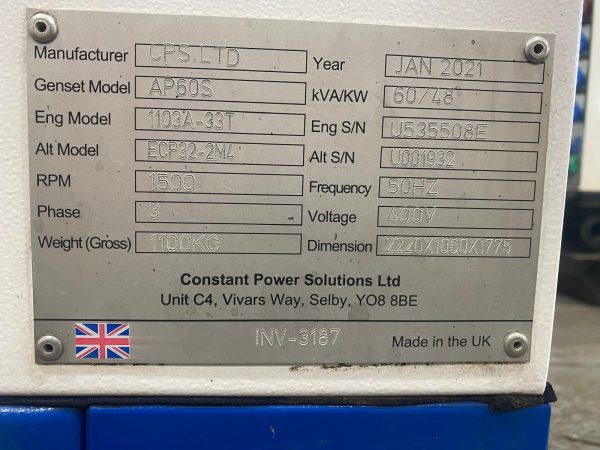 Manufacturer CPS.LTD Year JAN 2021
Genset Model AP60S kVA/KW 60/48
Eng Model 1103A-33T Eng S/N U535508E
Alt Model ECP32-2M4 Alt S/N U001932
RPM 1500 Frequency 50HZ
Phase 3 Voltage 400V
Weight (Gross) 1100KG Dimension 2220X1060X1775
Constant Power Solutions Ltd
Unit C4, Vivars Way, Selby, YO8 8BE
INV-3187 Made in the UK